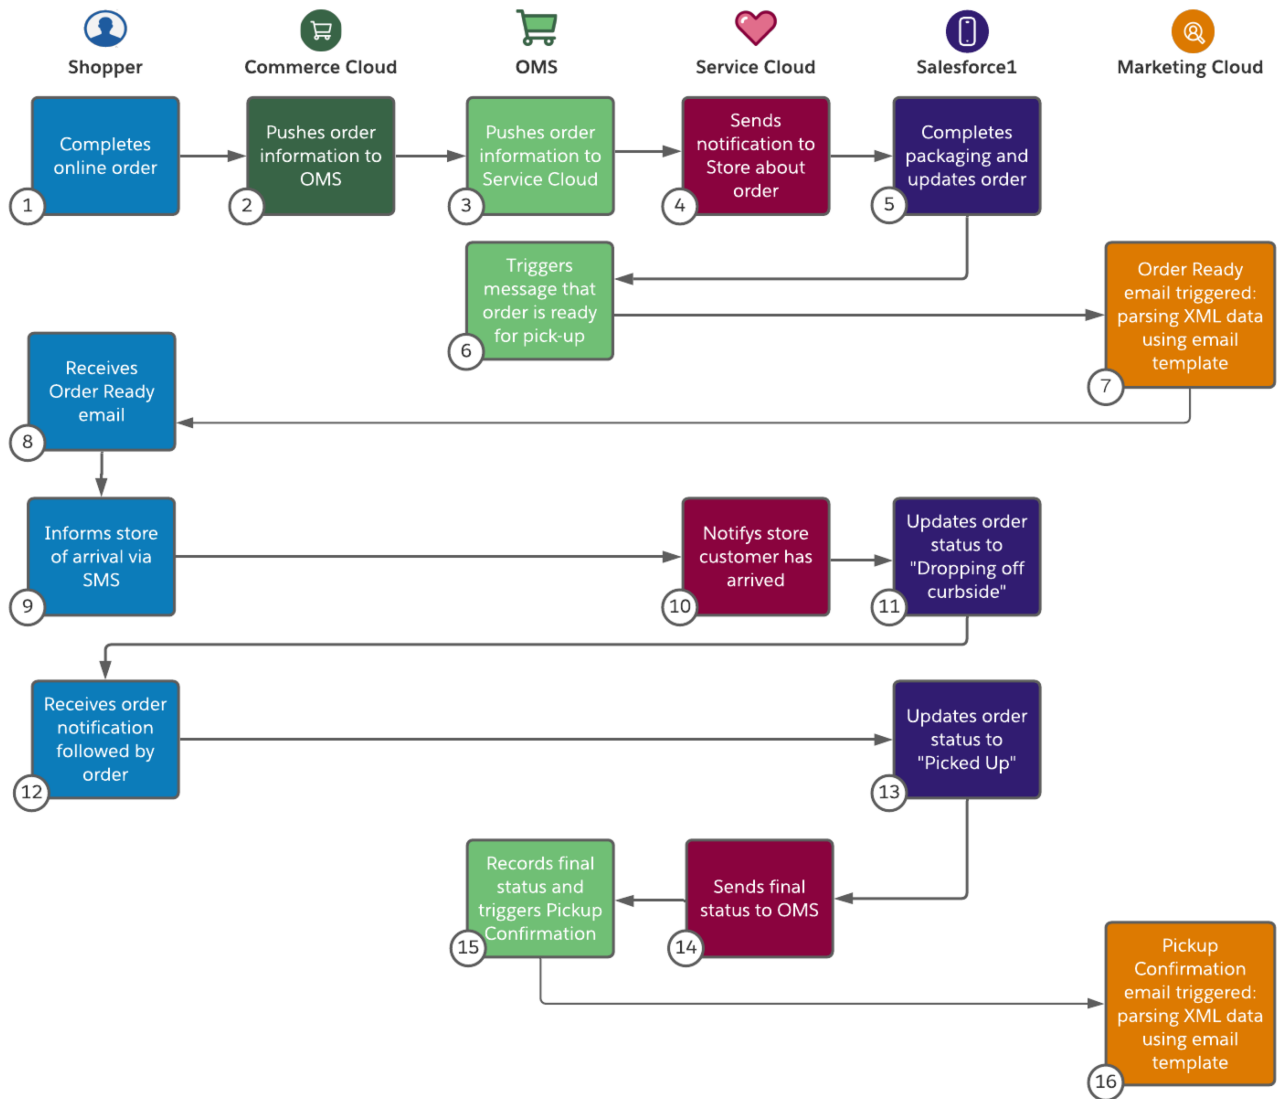 Shopper
Commerce Cloud
OMS
Service Cloud
Salesforce1
Marketing Cloud
Completes
online order
1
Pushes order
information to
OMS
2
Pushes order
information to
Service Cloud
3
Sends
notification to
Store about
order
4
Completes
packaging and
updates order
5
Triggers
message that
order is ready
for pick-up
6
Order Ready
email triggered:
parsing XML data
using email
template
7
Receives
Order Ready
email
8
Informs store
of arrival via
SMS
9
Notifys store
customer has
arrived
10
Updates order
status to
"Dropping off
curbside"
11
Receives order
notification
followed by
order
12
Updates order
status to
"Picked Up"
13
Sends final
status to OMS
14
Records final
status and
triggers Pickup
Confirmation
15
Pickup
Confirmation
email triggered:
parsing XML data
using email
template
16